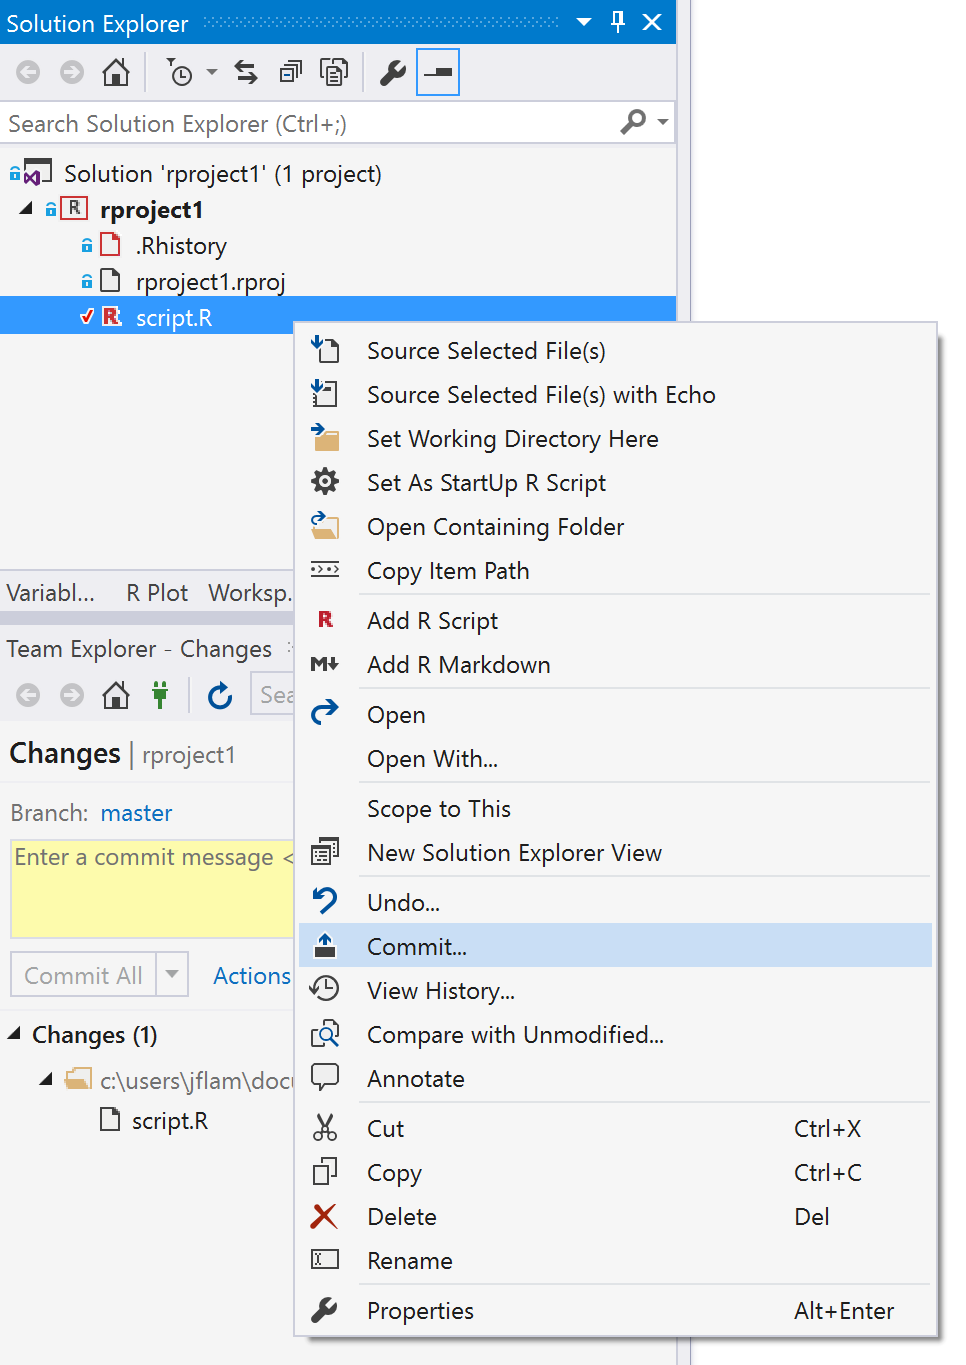 Solution Explorer
Search Solution Explorer (Ctrl+;)
Solution 'rproject1' (1 project)
R rproject1
.Rhistory
rproject1.rproj
R script.R
Source Selected File(s)
Source Selected File(s) with Echo
Set Working Directory Here
Set As StartUp R Script
Open Containing Folder
Copy Item Path
R Add R Script
M Add R Markdown
Open
Open With...
Scope to This
New Solution Explorer View
Undo...
Commit...
View History...
Compare with Unmodified...
Annotate
Cut Ctrl+X
Copy Ctrl+C
Delete Del
Rename
Properties Alt+Enter
Variabl... R Plot Worksp.
Team Explorer - Changes
Sea
Changes | rproject1
Branch: master
Enter a commit message <
Commit All Actions
Changes (1)
c:\users\jflam\doc
script.R